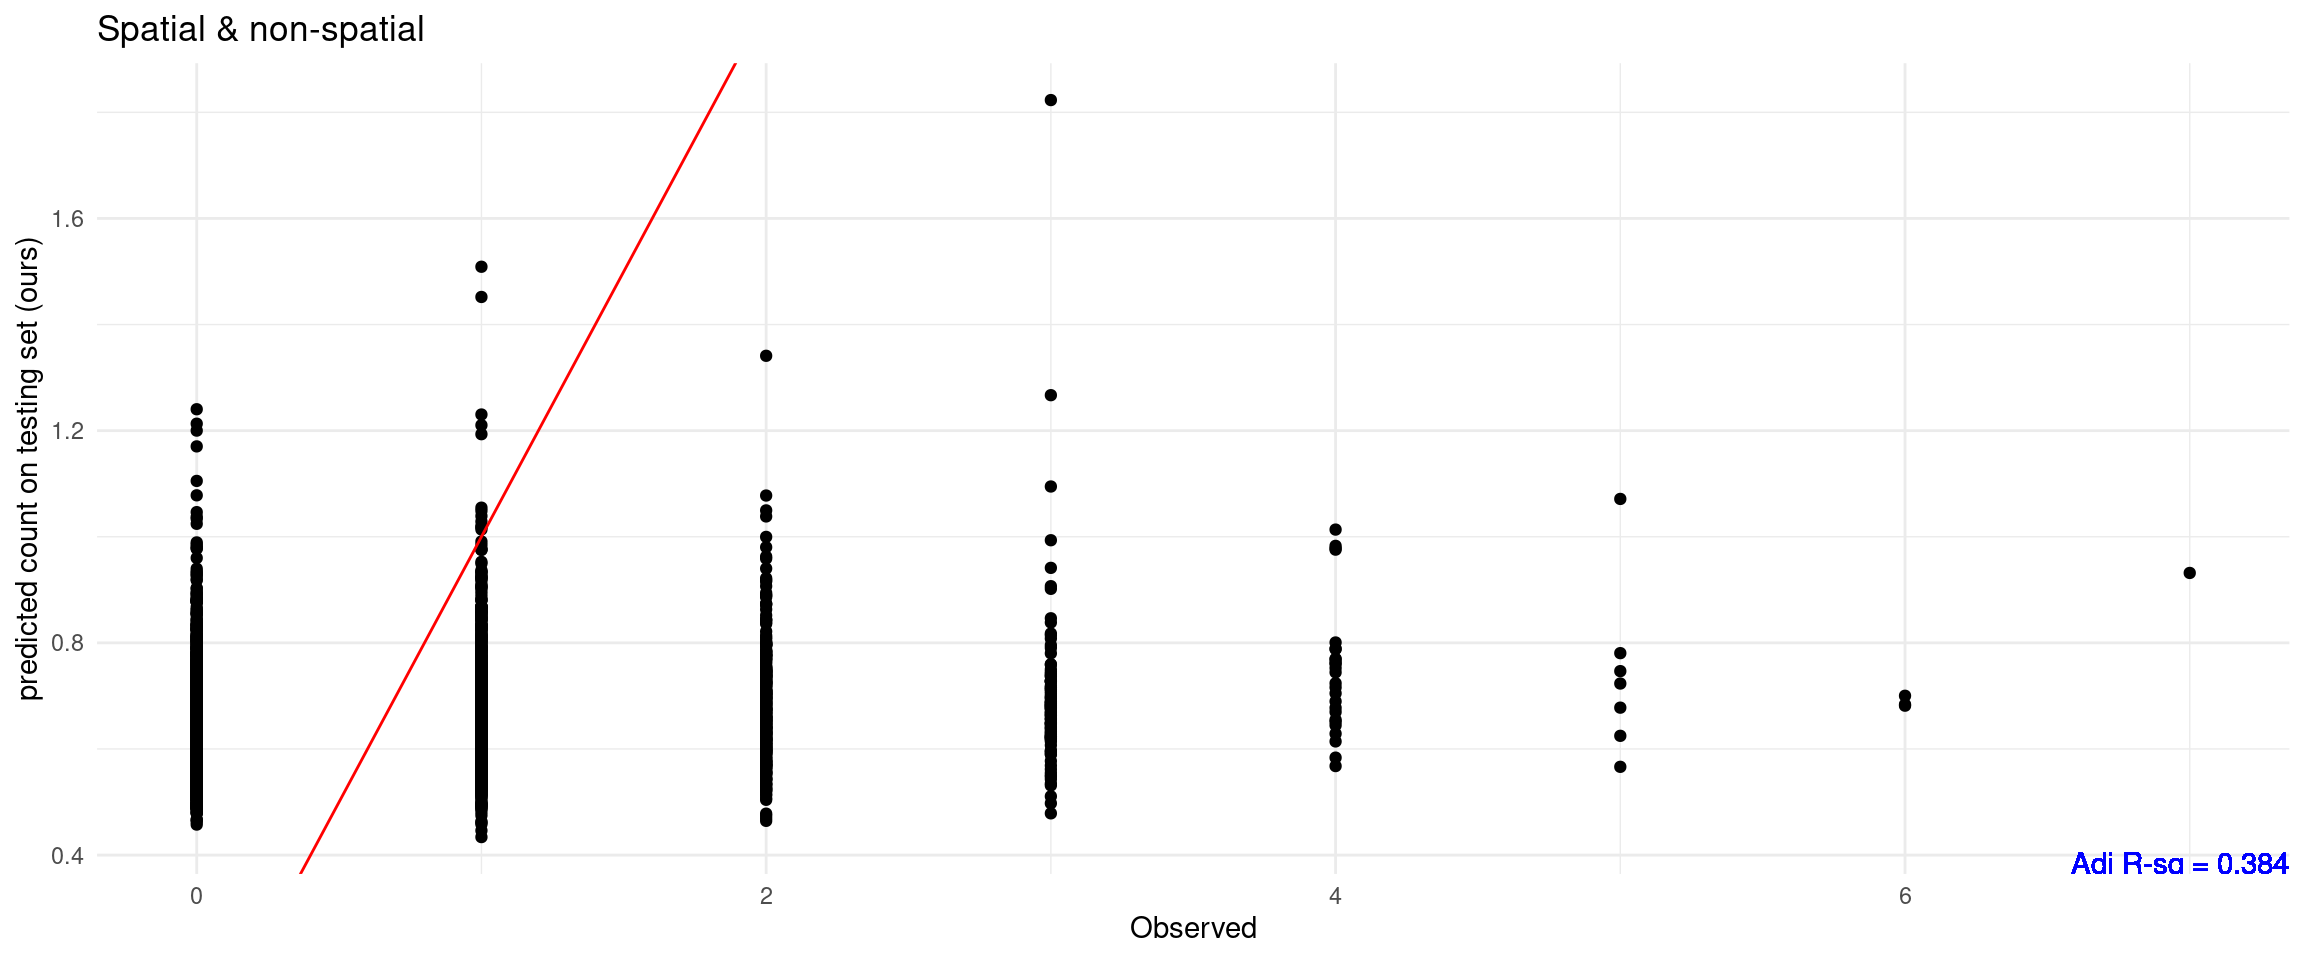 Spatial & non-spatial
predicted count on testing set (ours)
1.6
1.2
0.8
0.4
Adj R-sq = 0.384
0
2
4
6
Observed